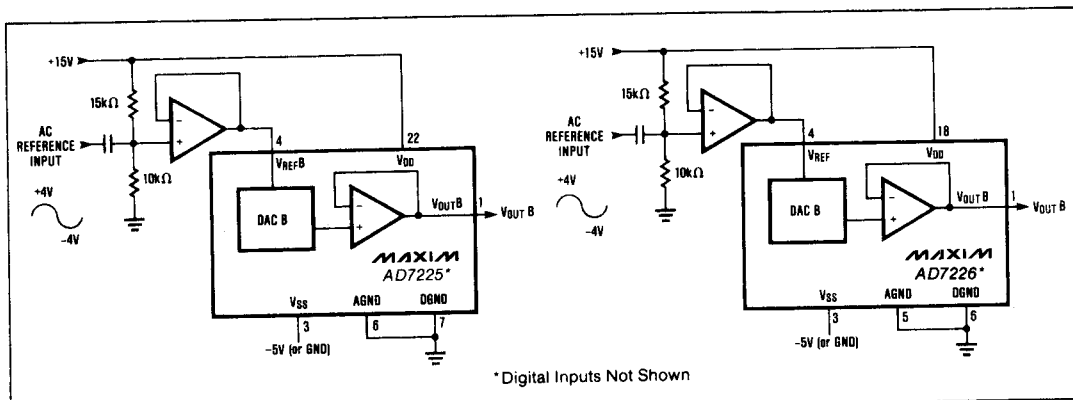 +15V
15kΩ
AC
REFERENCE
INPUT
10kΩ
+4V
-4V
4
VREFB
22
VDD
DAC B
VOUTB
1
VOUT B
MAXIM
AD7225*
VSS
AGND
DGND
3
6
7
-5V (or GND)
+15V
15kΩ
AC
REFERENCE
INPUT
10kΩ
+4V
-4V
4
VREF
18
VDD
DAC B
VOUTB
1
VOUT B
MAXIM
AD7226*
VSS
AGND
DGND
3
5
6
-5V (or GND)
*Digital Inputs Not Shown